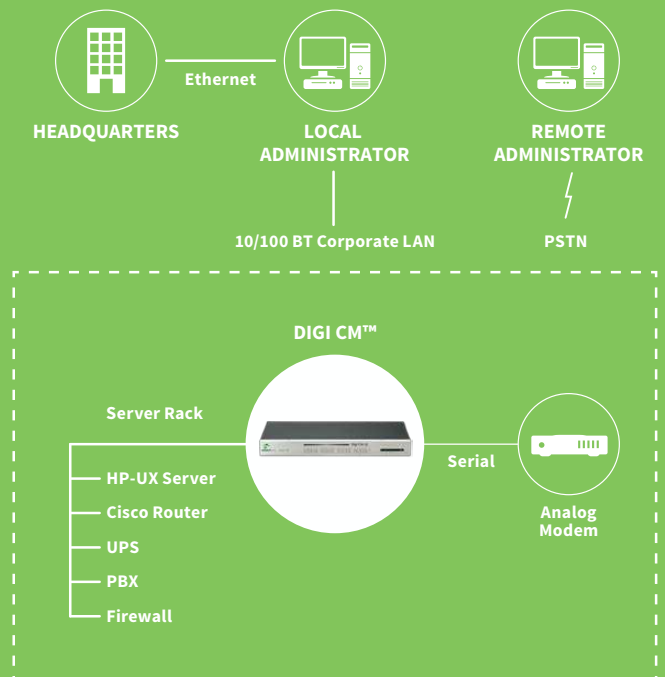 Ethernet
HEADQUARTERS
LOCAL
ADMINISTRATOR
REMOTE
ADMINISTRATOR
10/100 BT Corporate LAN
PSTN
DIGI CM™
Server Rack
Serial
HP-UX Server
Cisco Router
UPS
PBX
Firewall
Analog
Modem